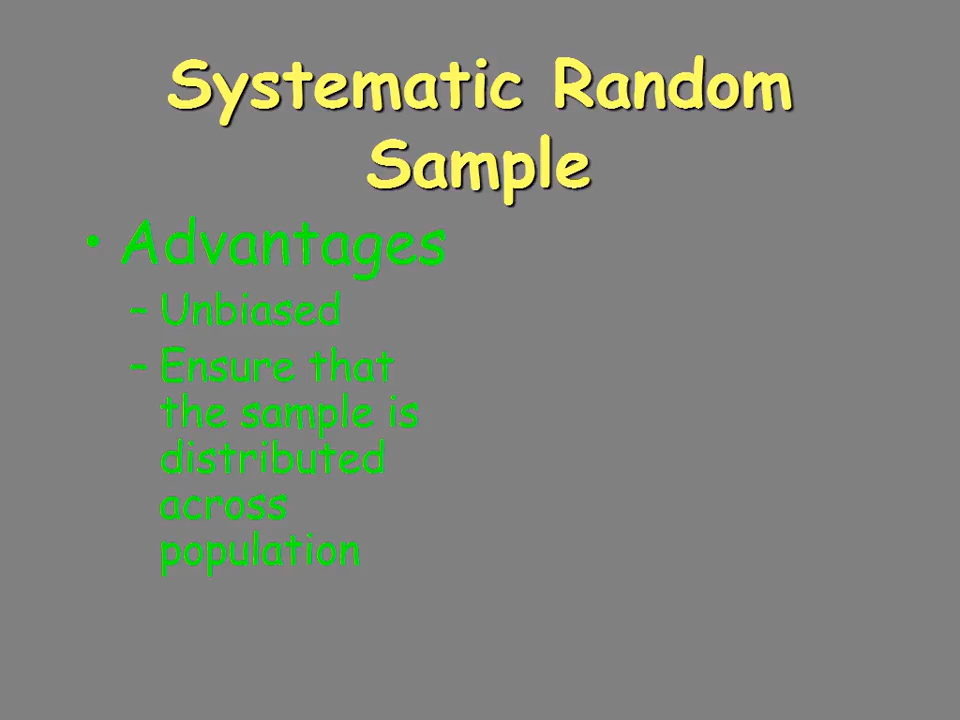 Systematic Random
Sample
• Advantages
– Unbiased
– Ensure that
the sample is
distributed
across
population